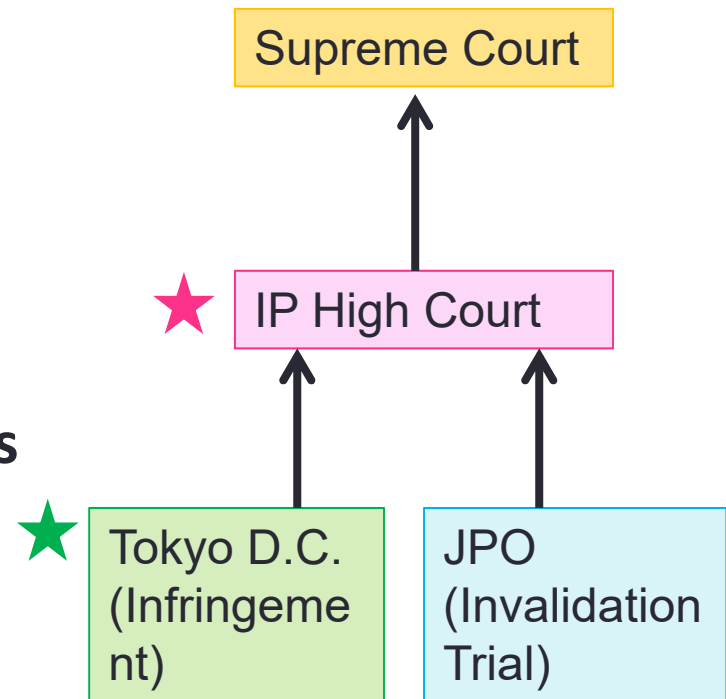 Supreme Court
IP High Court
s
Tokyo D.C.
(Infringeme
nt)
JPO
(Invalidation
Trial)